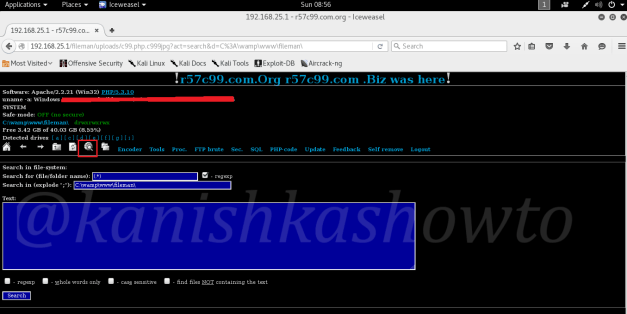 Applications Places Iceweasel Sun 08:56 1
192.168.25.1 - r57c99.com.org - Iceweasel
192.168.25.1 - r57c99.co...
192.168.25.1/fileman/uploads/c99.php.c999jpg?act=search&d=C%3A\wamp\www\fileman\ Search
Most Visited Offensive Security Kali Linux Kali Docs Kali Tools Exploit-DB Aircrack-ng
!r57c99.com.Org r57c99.com .Biz was here!
Software: Apache/2.2.21 (Win32) PHP/5.3.10
uname -a: Windows
SYSTEM
Safe mode: OFF (no secure)
C:\wamp\www\fileman\ drwxrwxrwx
Free 3.42 GB of 40.03 GB (8.55%)
Detected drives
Encoder Tools Proc. FTP brute Sec. SQL PHP-code Update Feedback Self remove Logout
Search in file-system:
Search for (file/folder name): (.*) - regexp
Search in (explode ";"): C:\wamp\www\fileman\
Text:
@kanishkashowto
- regexp - whole words only - case sensitive - find files NOT containing the text
Search